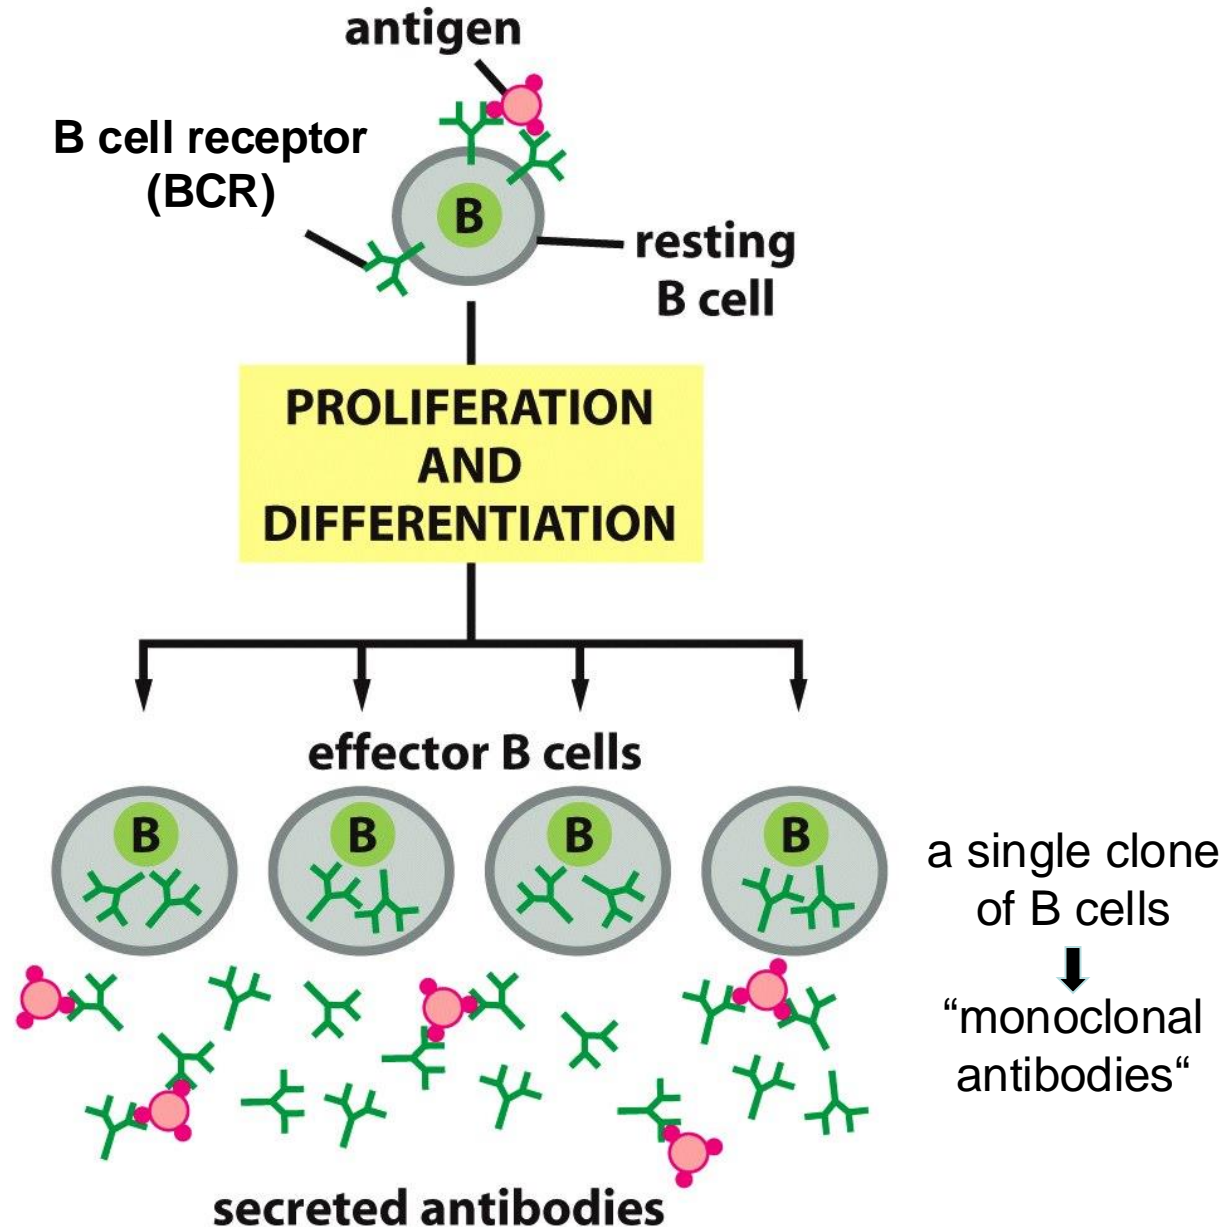 antigen
B cell receptor
(BCR)
B
resting
B cell
PROLIFERATION
AND
DIFFERENTIATION
effector B cells
B
B
B
B
a single clone
of B cells
“monoclonal
antibodies“
secreted antibodies